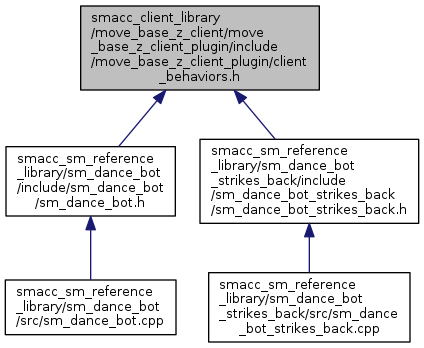 smacc_client_library
/move_base_z_client/move
_base_z_client_plugin/include
/move_base_z_client_plugin/client
_behaviors.h
smacc_sm_reference
_library/sm_dance_bot
/include/sm_dance_bot
/sm_dance_bot.h
smacc_sm_reference
_library/sm_dance_bot
_strikes_back/include
/sm_dance_bot_strikes_back
/sm_dance_bot_strikes_back.h
smacc_sm_reference
_library/sm_dance_bot
/src/sm_dance_bot.cpp
smacc_sm_reference
_library/sm_dance_bot
_strikes_back/src/sm_dance
_bot_strikes_back.cpp